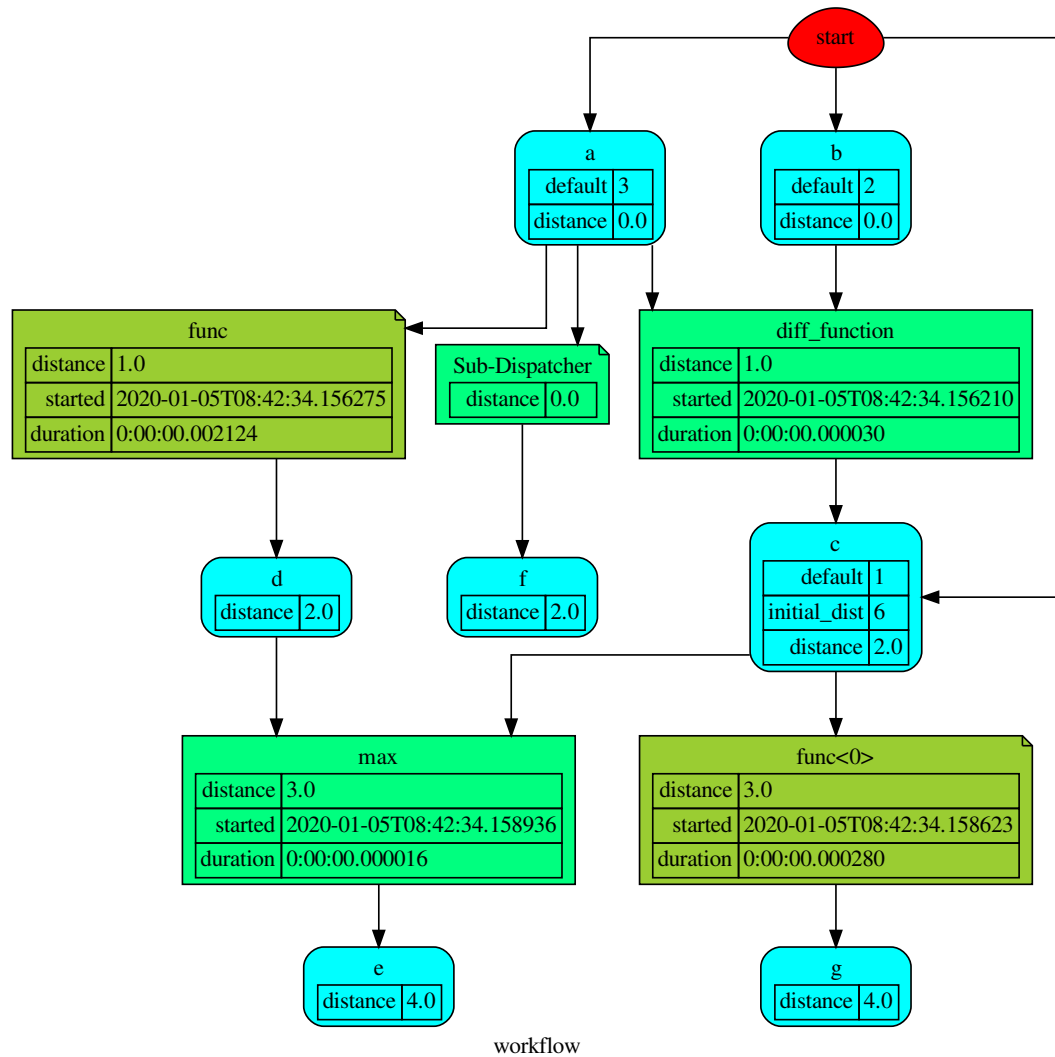 start
a
default 3
distance 0.0
b
default 2
distance 0.0
func
distance 1.0
started 2020-01-05T08:42:34.156275
duration 0:00:00.002124
Sub-Dispatcher
distance 0.0
diff_function
distance 1.0
started 2020-01-05T08:42:34.156210
duration 0:00:00.000030
d
distance 2.0
f
distance 2.0
c
default 1
initial_dist 6
distance 2.0
max
distance 3.0
started 2020-01-05T08:42:34.158936
duration 0:00:00.000016
func<0>
distance 3.0
started 2020-01-05T08:42:34.158623
duration 0:00:00.000280
e
distance 4.0
g
distance 4.0
workflow